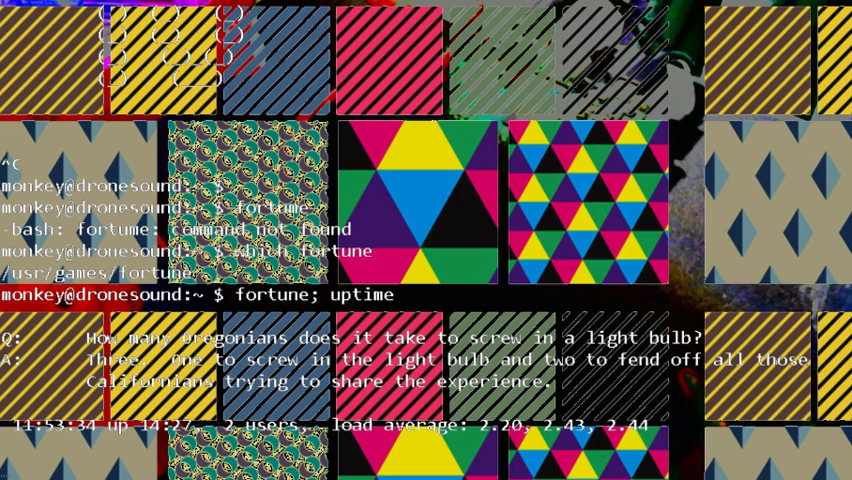 (_) (_) (_)
(_) (_) (_)
(_) (_)(_)
(_) (___)
^C
monkey@dronesound:~ $
monkey@dronesound:~ $ fortume
-bash: fortume: command not found
monkey@dronesound:~ $ which fortune
/usr/games/fortune
monkey@dronesound:~ $ fortune; uptime
Q: How many Oregonians does it take to screw in a light bulb?
A: Three. One to screw in the light bulb and two to fend off all those
Californians trying to share the experience.
11:53:34 up 14:27, 2 users, load average: 2.20, 2.43, 2.44